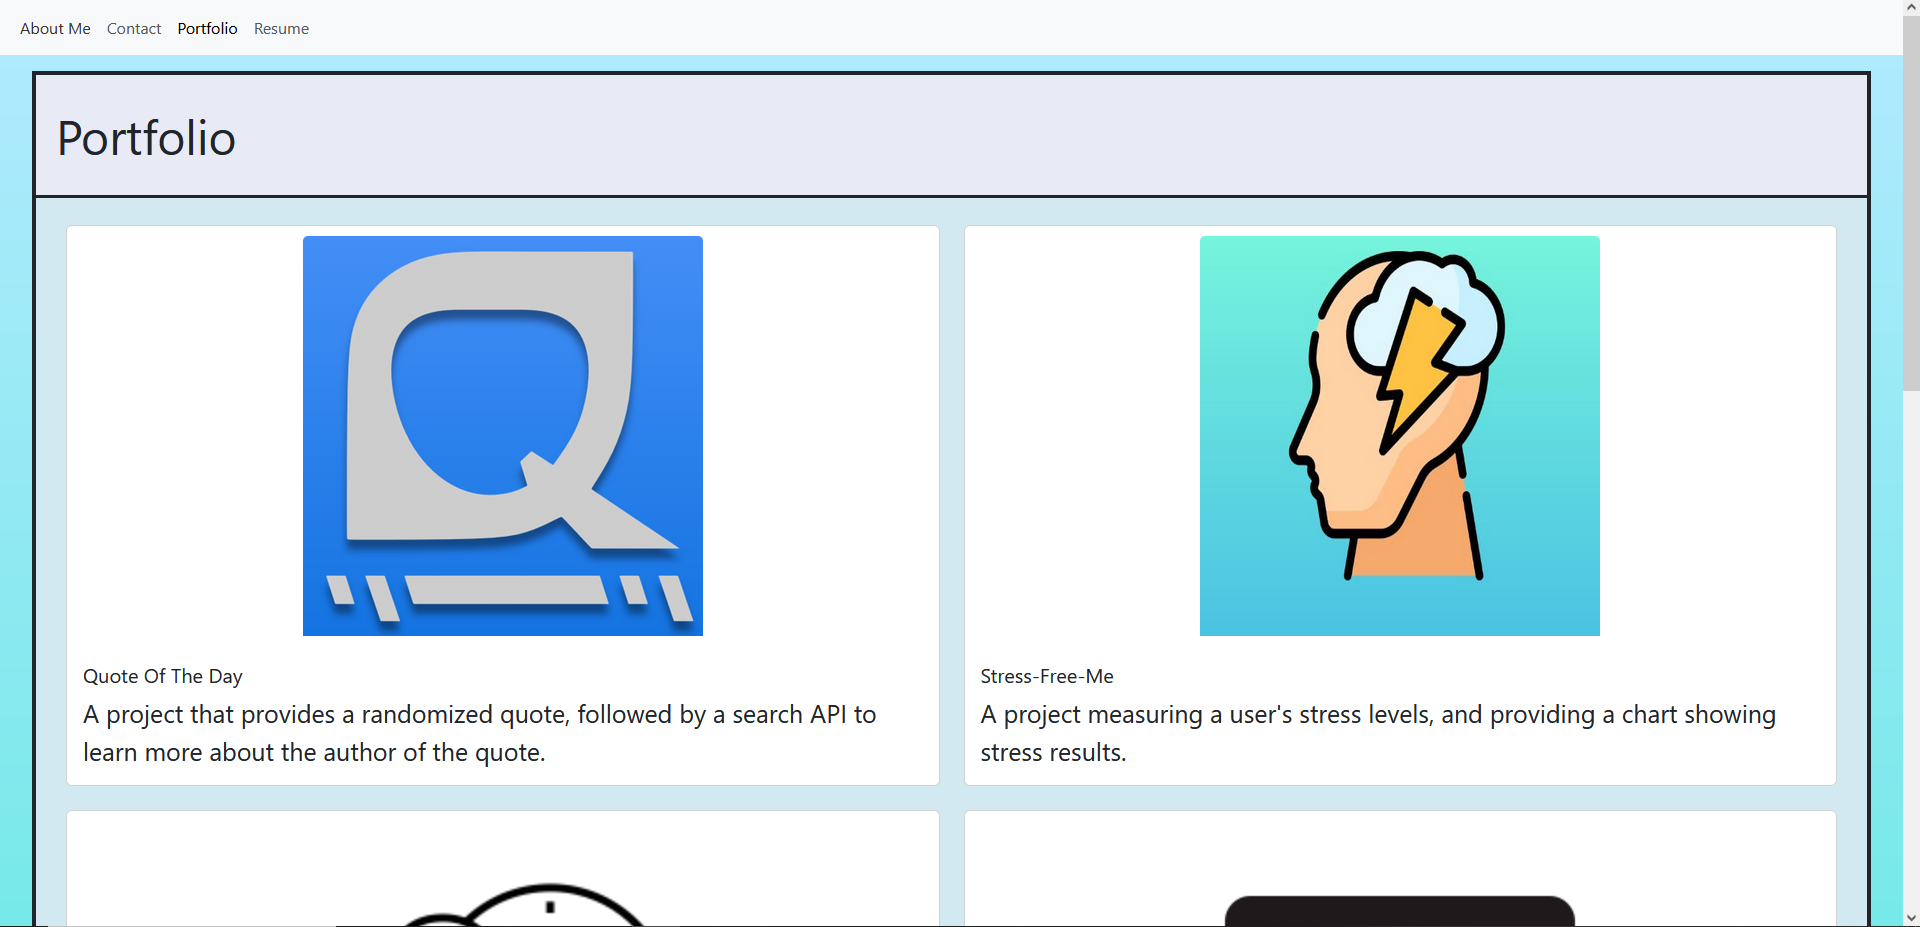 About Me Contact Portfolio Resume
Portfolio
Q
Quote Of The Day
A project that provides a randomized quote, followed by a search API to
learn more about the author of the quote.
Stress-Free-Me
A project measuring a user's stress levels, and providing a chart showing
stress results.